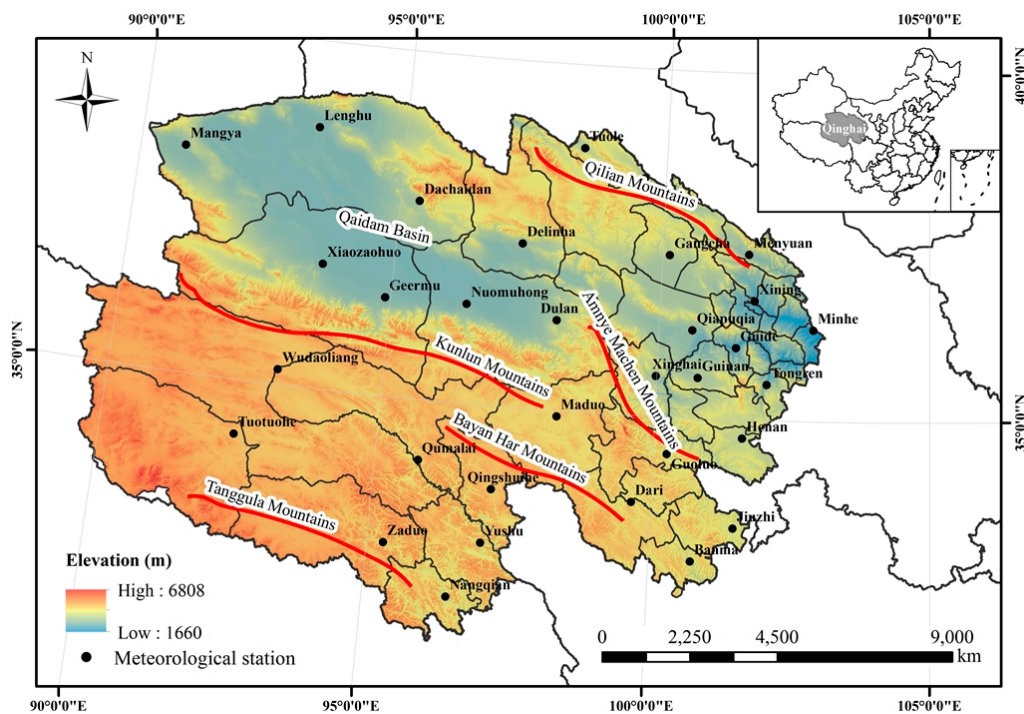 90°0'0"E 95°0'0"E 100°0'0"E 105°0'0"E
40°0'0"N
N
Qinghai
Lenghu
Mangya
Tuole
Qilian Mountains
Dachaidan
Qaidam Basin
Delinha
Gangcha
Menyuan
Xiaozaohuo
Geermu
Nuomuhong
Xining
Dulan
Qiapuqia
Minhe
Guide
Amnye Machen Mountains
35°0'0"N
Wudaoliang
Kunlun Mountains
Xinghai
Guinan
Tongren
Maduo
Tuotuohe
Bayan Har Mountains
Henan
35°0'0"N
Qumalai
Guoluo
Qingshuihe
Tanggula Mountains
Dari
Jiuzhi
Zaduo
Yushu
Banma
Nangqian
Elevation (m)
High : 6808
Low : 1660
Meteorological station
0 2,250 4,500 9,000
km
90°0'0"E 95°0'0"E 100°0'0"E 105°0'0"E